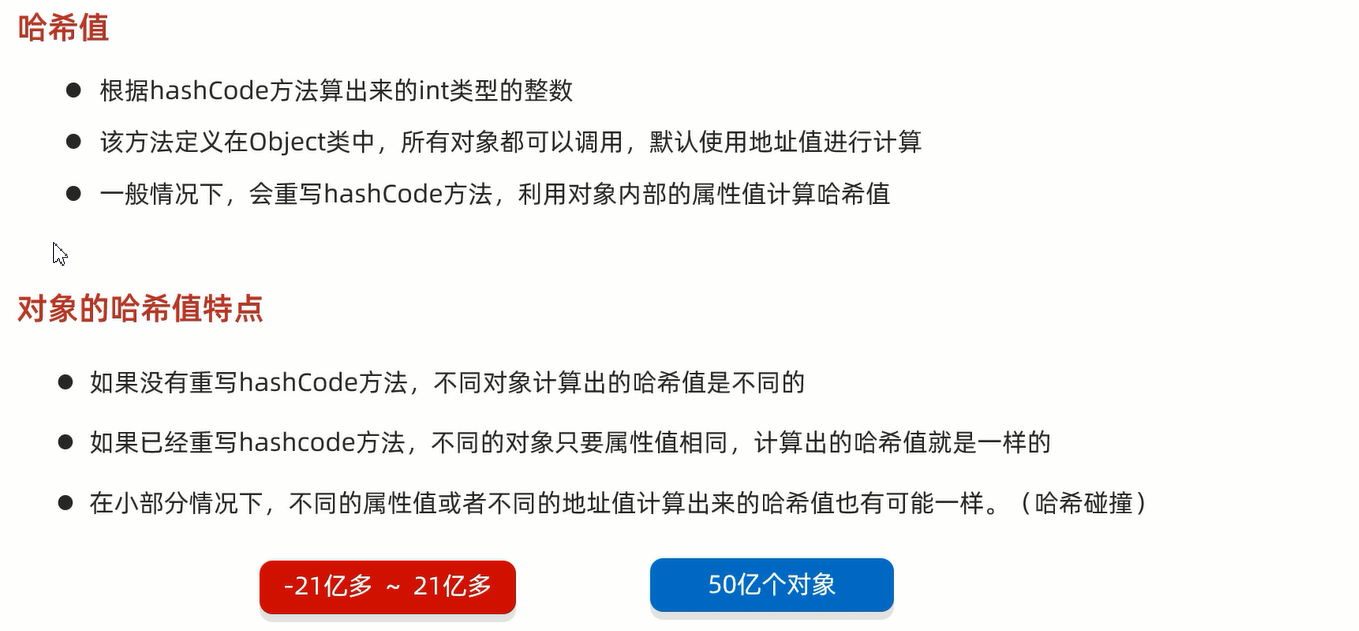 哈希值
● 根据hashCode方法算出来的int类型的整数
● 该方法定义在Object类中，所有对象都可以调用，默认使用地址值进行计算
● 一般情况下，会重写hashCode方法，利用对象内部的属性值计算哈希值
对象的哈希值特点
● 如果没有重写hashCode方法，不同对象计算出的哈希值是不同的
● 如果已经重写hashcode方法，不同的对象只要属性值相同，计算出的哈希值就是一样的
● 在小部分情况下，不同的属性值或者不同的地址值计算出来的哈希值也有可能一样。（哈希碰撞）
-21亿多 ~ 21亿多
50亿个对象